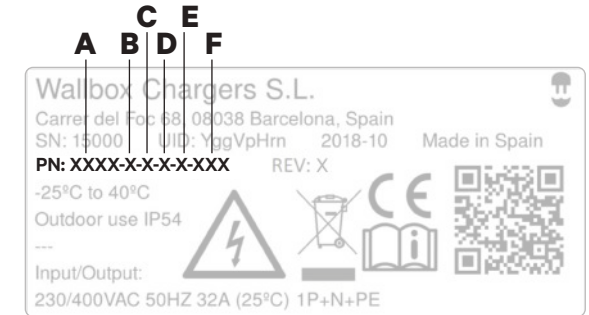 A B C D E F
Wallbox Chargers S.L.
Carrer del Foc 68, 08038 Barcelona, Spain
SN: 15000 UID: YggVpHrn 2018-10 Made in Spain
PN: XXXX-X-X-X-X-XXX REV: X
-25ºC to 40ºC
Outdoor use IP54
---
Input/Output:
230/400VAC 50HZ 32A (25ºC) 1P+N+PE
CE
i